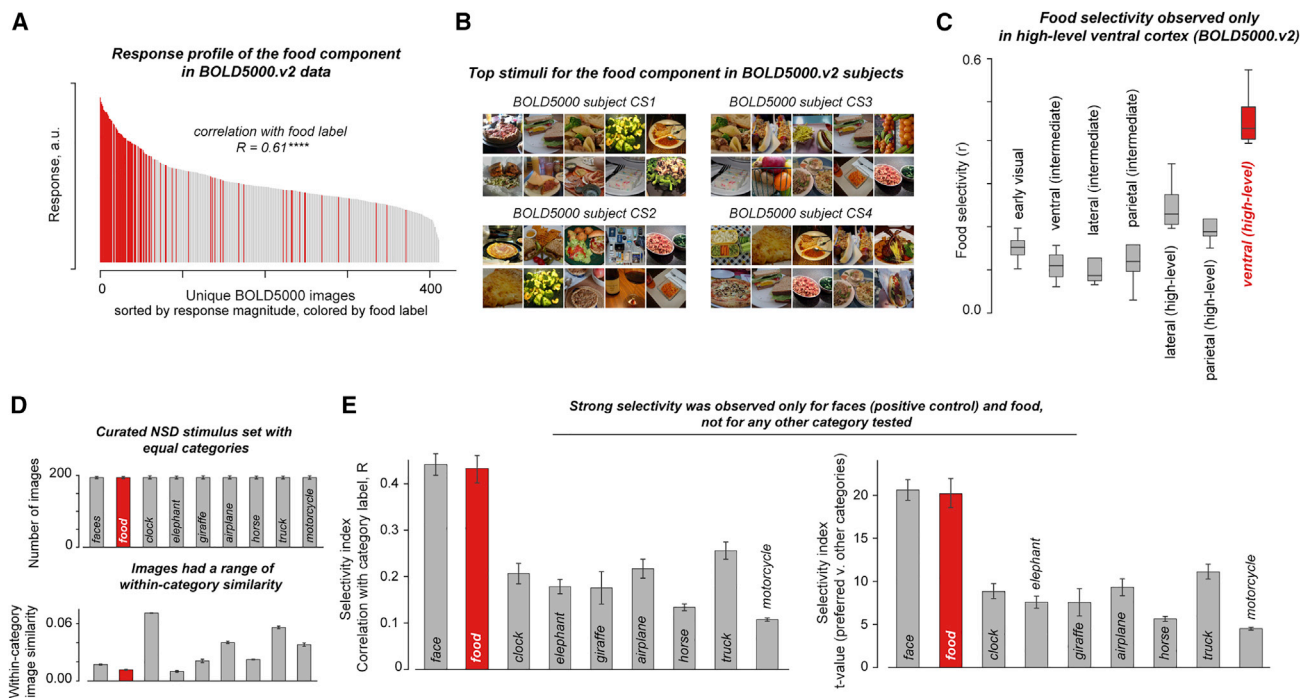 A
Response profile of the food component
in BOLD5000.v2 data
Response, a.u.
correlation with food label
R = 0.61****
0
400
Unique BOLD5000 images
sorted by response magnitude, colored by food label
B
Top stimuli for the food component in BOLD5000.v2 subjects
BOLD5000 subject CS1
BOLD5000 subject CS3
BOLD5000 subject CS2
BOLD5000 subject CS4
C
Food selectivity observed only
in high-level ventral cortex (BOLD5000.v2)
0.6
Food selectivity (r)
0.0
early visual
ventral (intermediate)
lateral (intermediate)
parietal (intermediate)
lateral (high-level)
parietal (high-level)
ventral (high-level)
D
Curated NSD stimulus set with
equal categories
Number of images
200
0
faces
food
clock
elephant
giraffe
airplane
horse
truck
motorcycle
Images had a range of
within-category similarity
Within-category
image similarity
0.06
0.00
E
Strong selectivity was observed only for faces (positive control) and food,
not for any other category tested
Selectivity index
Correlation with category label, R
0.4
0.3
0.2
0.1
0
face
food
clock
elephant
giraffe
airplane
horse
truck
motorcycle
Selectivity index
t-value (preferred v. other categories)
20
15
10
5
0
face
food
clock
elephant
giraffe
airplane
horse
truck
motorcycle